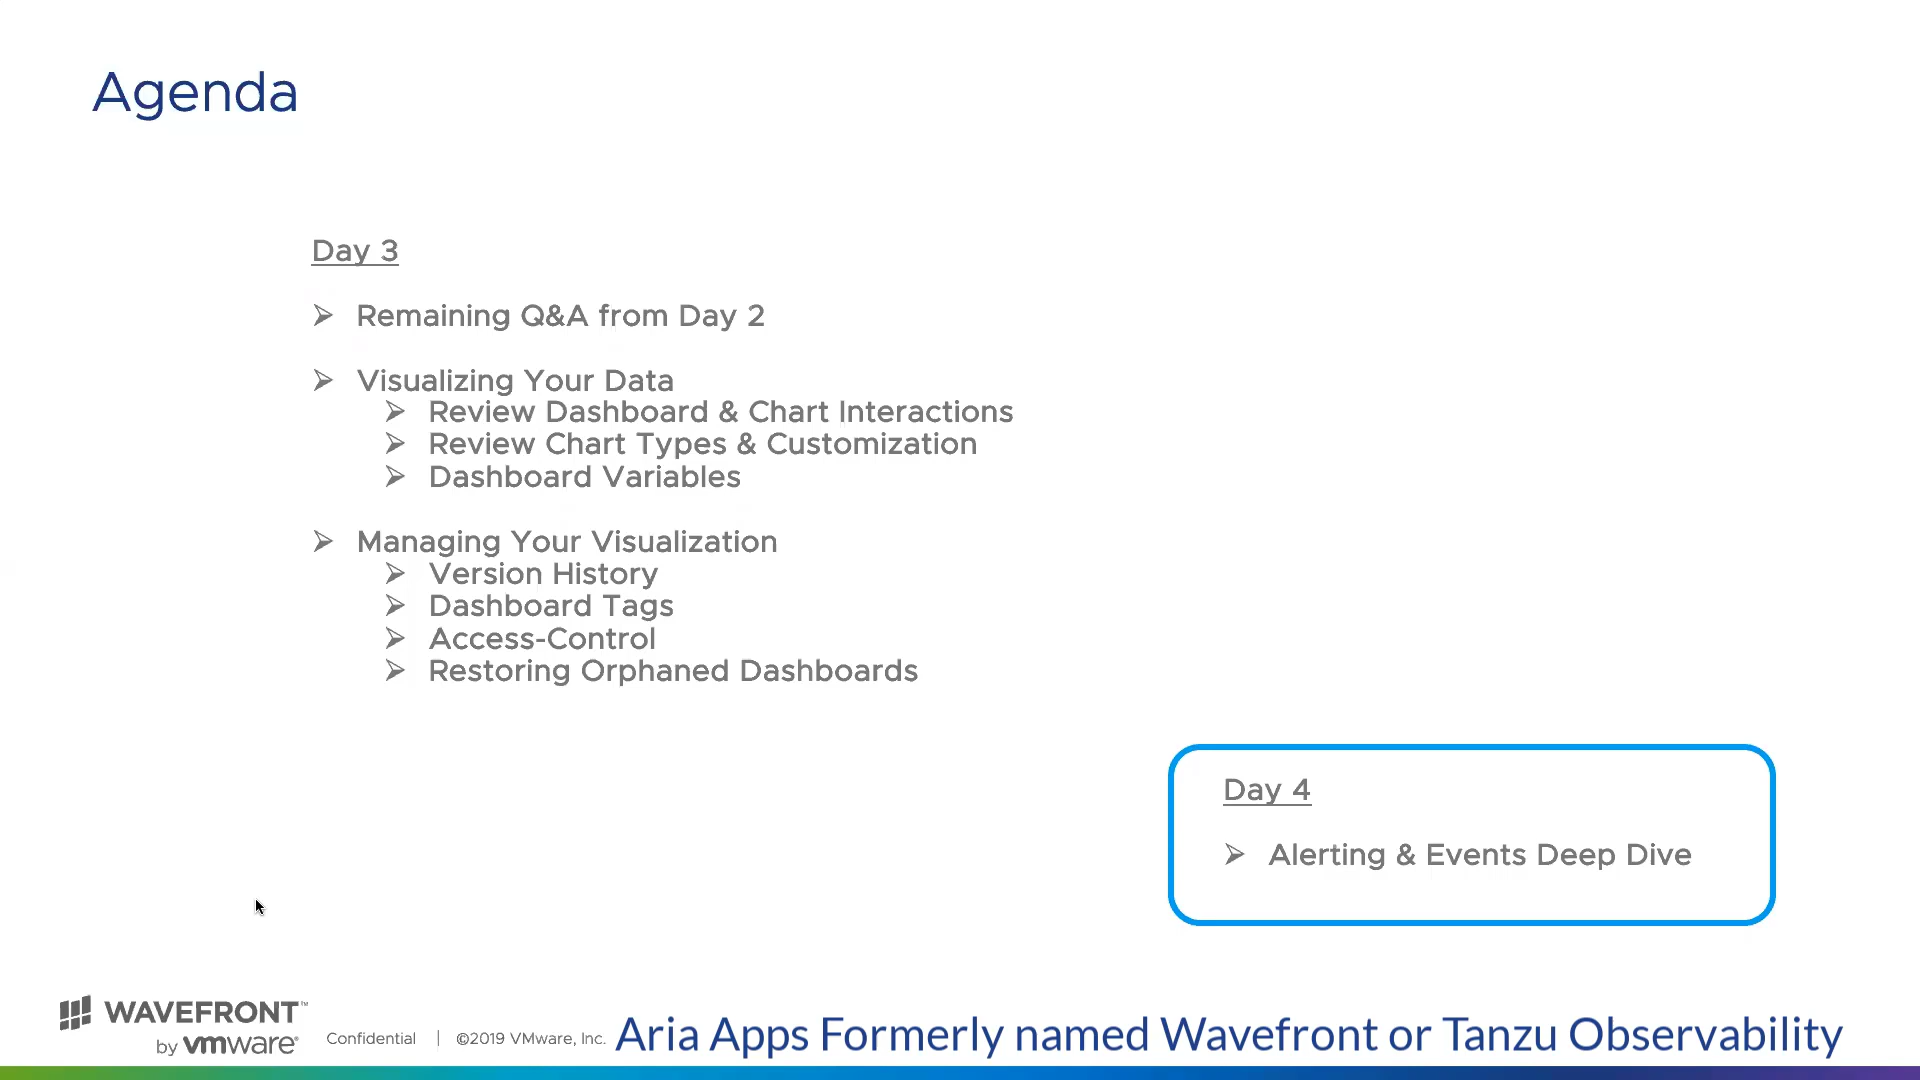 Agenda
Day 3
Remaining Q&A from Day 2
Visualizing Your Data
Review Dashboard & Chart Interactions
Review Chart Types & Customization
Dashboard Variables
Managing Your Visualization
Version History
Dashboard Tags
Access-Control
Restoring Orphaned Dashboards
Day 4
Alerting & Events Deep Dive
WAVEFRONT™
by vmware®
Confidential | ©2019 VMware, Inc.
Aria Apps Formerly named Wavefront or Tanzu Observability